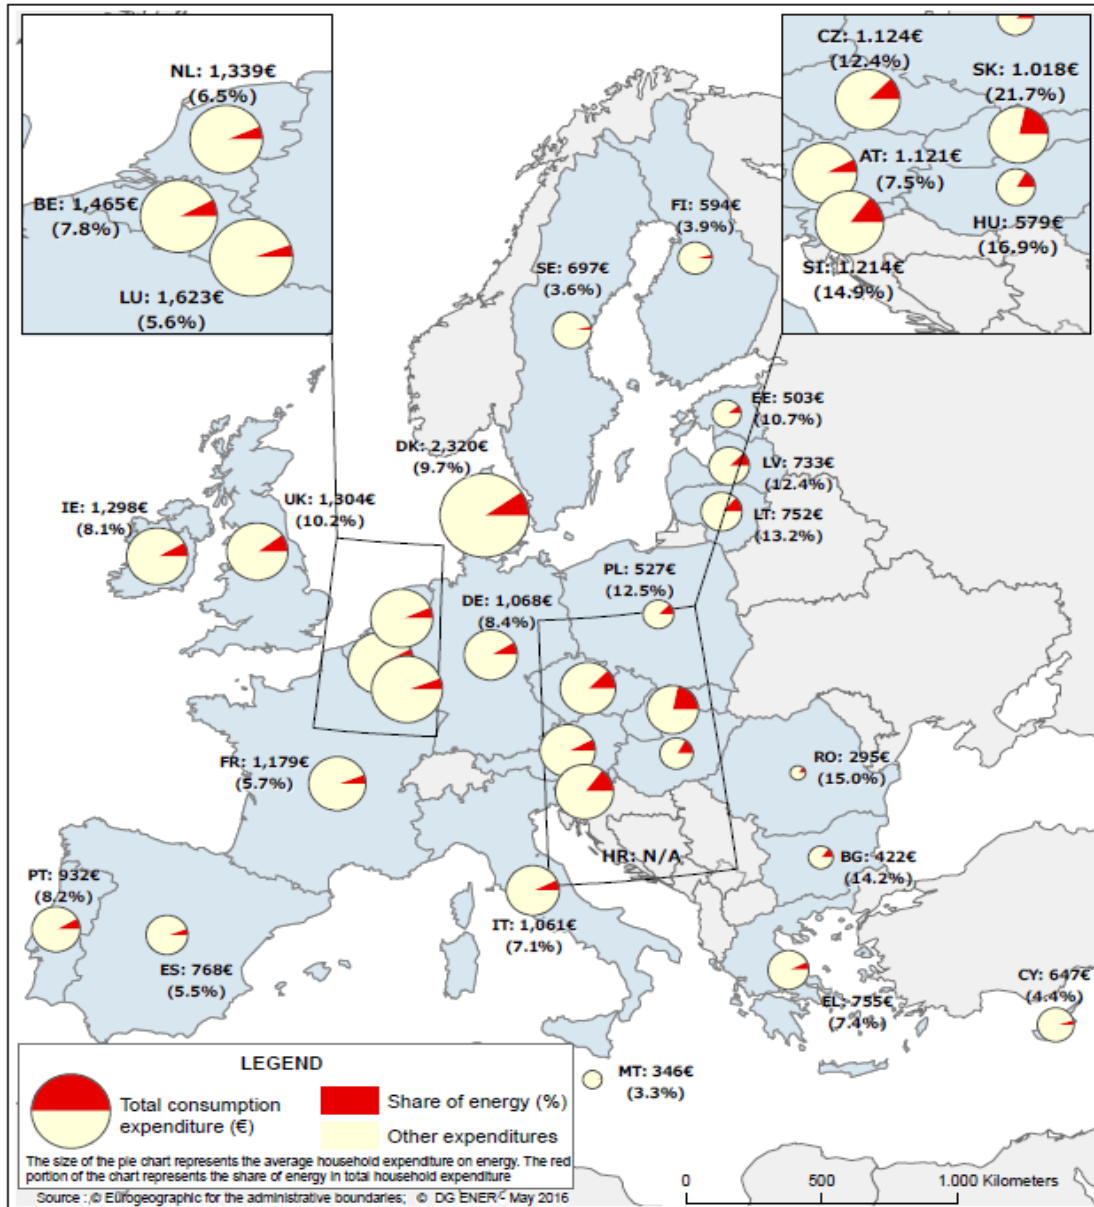 NL: 1,339€
(6.5%)
BE: 1,465€
(7.8%)
LU: 1,623€
(5.6%)
CZ: 1.124€
(12.4%)
SK: 1.018€
(21.7%)
AT: 1.121€
(7.5%)
HU: 579€
(16.9%)
SI: 1.214€
(14.9%)
FI: 594€
(3.9%)
SE: 697€
(3.6%)
EE: 503€
(10.7%)
LV: 733€
(12.4%)
LT: 752€
(13.2%)
DK: 2,320€
(9.7%)
IE: 1,298€
(8.1%)
UK: 1,304€
(10.2%)
PL: 527€
(12.5%)
DE: 1,068€
(8.4%)
FR: 1,179€
(5.7%)
RO: 295€
(15.0%)
HR: N/A
BG: 422€
(14.2%)
PT: 932€
(8.2%)
ES: 768€
(5.5%)
IT: 1,061€
(7.1%)
EL: 755€
(7.4%)
CY: 647€
(4.4%)
MT: 346€
(3.3%)
LEGEND
Total consumption
expenditure (€)
Share of energy (%)
Other expenditures
The size of the pie chart represents the average household expenditure on energy. The red
portion of the chart represents the share of energy in total household expenditure
Source : © Eurogeographic for the administrative boundaries; © DG ENER - May 2016
0 500 1.000 Kilometers